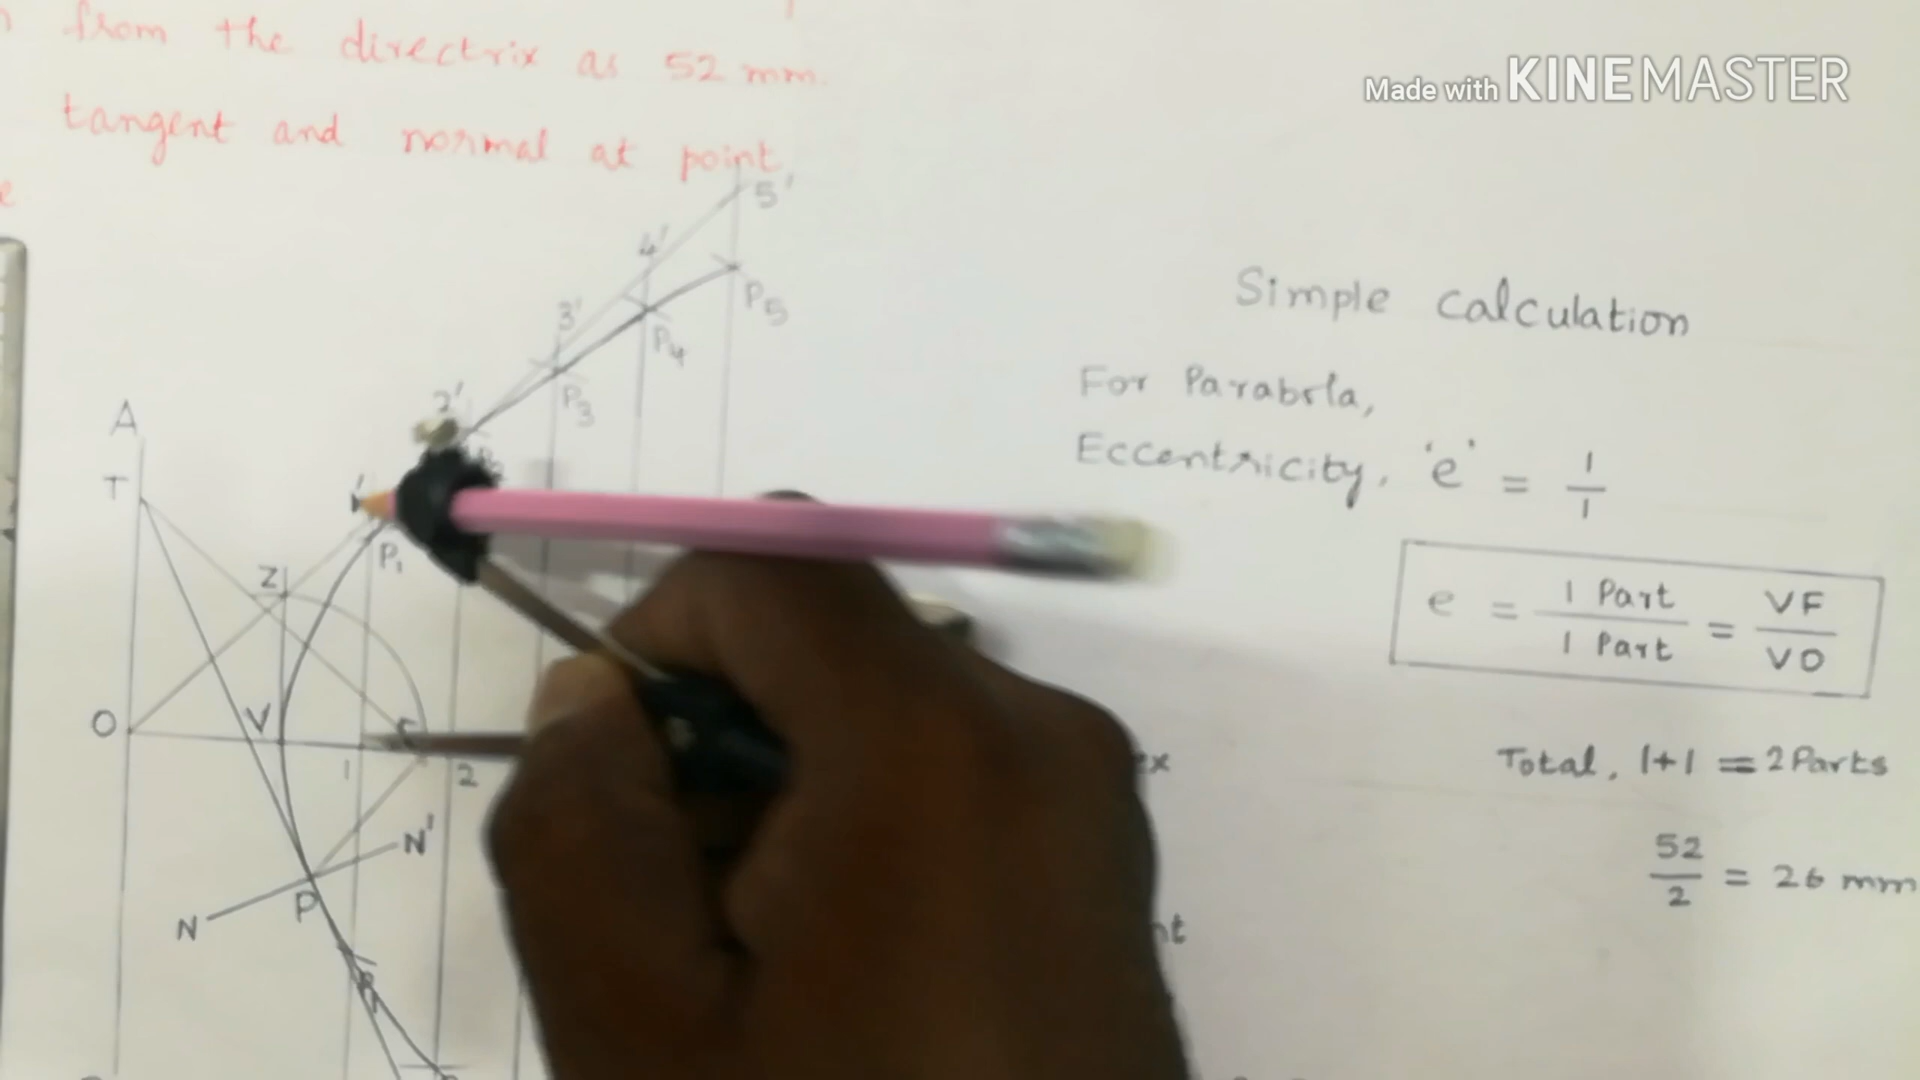 from the directrix as 52 mm.
tangent and normal at point
Made with KINEMASTER
5'
4'
P5
3'
P4
2'
P3
A
T
1'
P1
Z
O
V
1
2
N'
P
N
Simple Calculation
For Parabola,
Eccentricity, 'e' = 1/1
e = 1 Part / 1 Part = VF / VO
Total, 1+1 = 2 Parts
52/2 = 26 mm